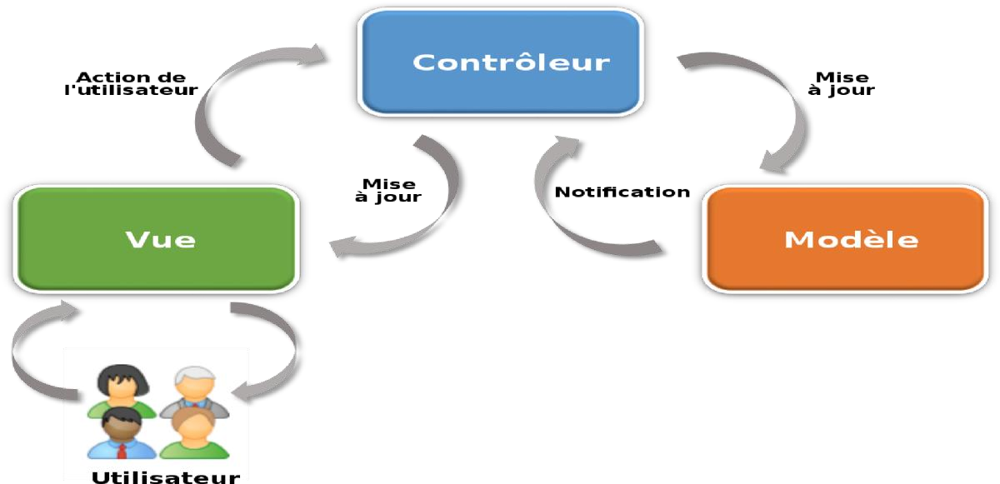 Contrôleur
Action de
l'utilisateur
Mise
à jour
Mise
à jour
Notification
Vue
Modèle
Utilisateur